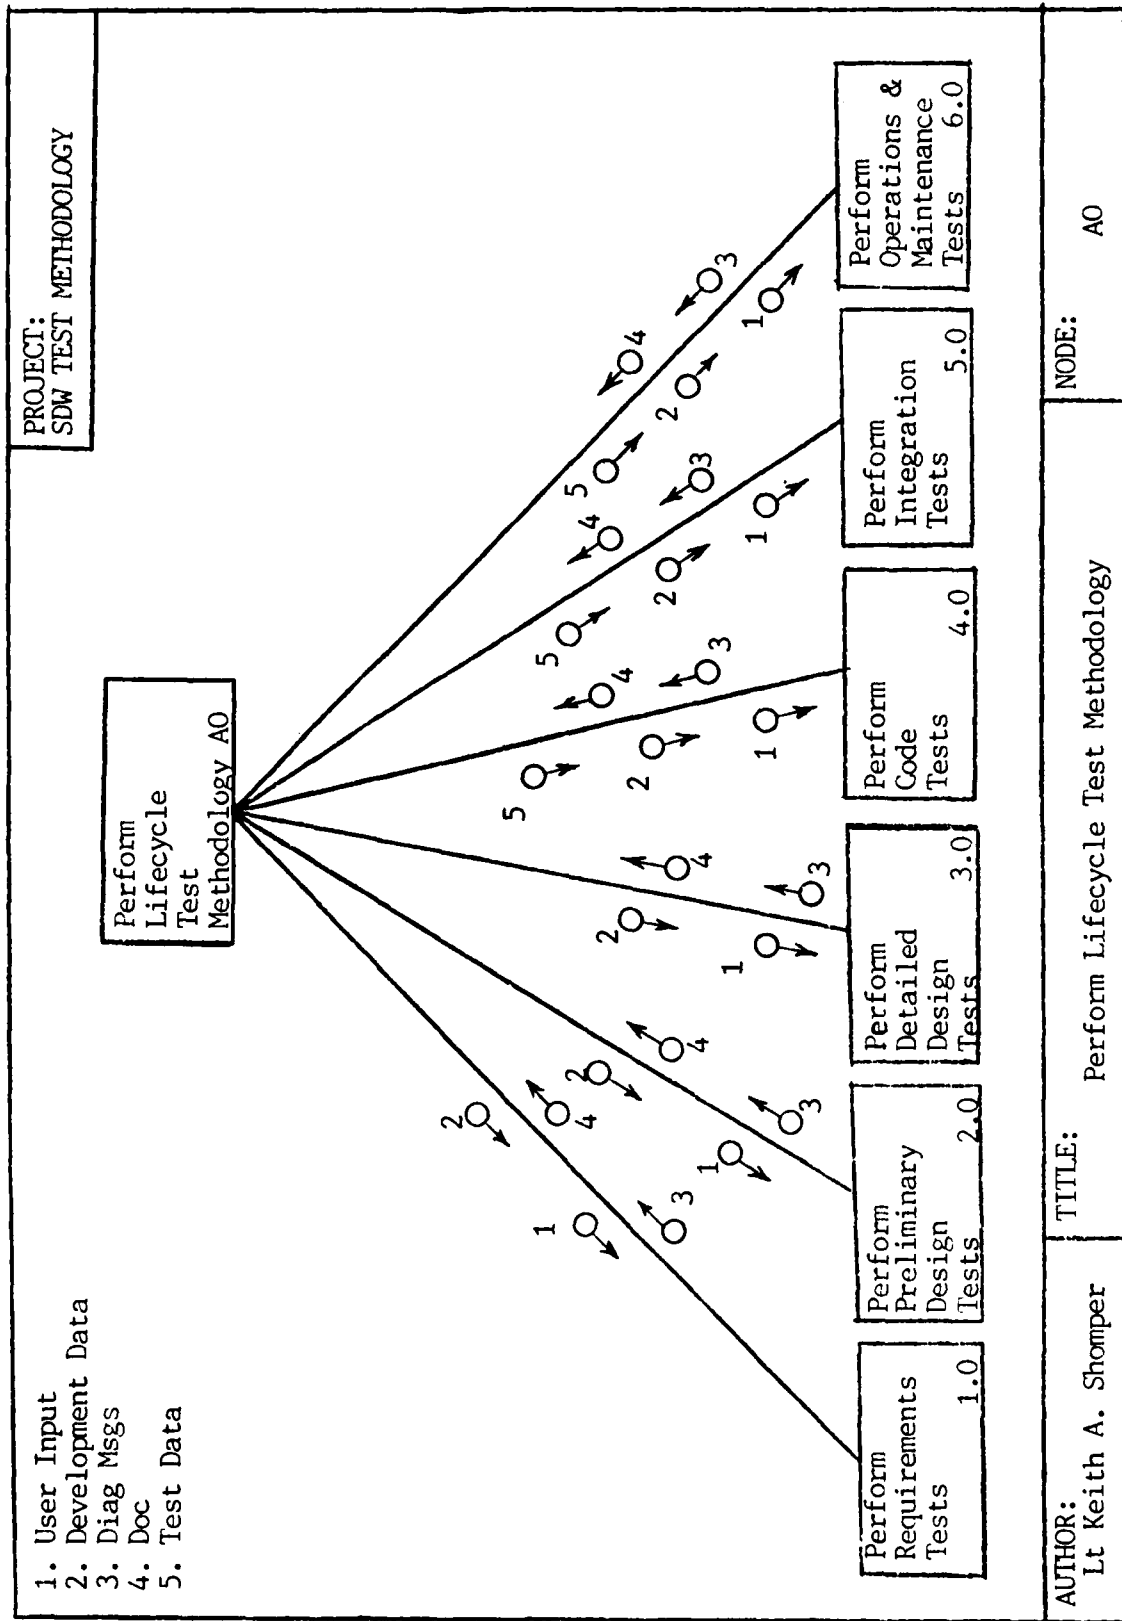 1. User Input
2. Development Data
3. Diag Msgs
4. Doc
5. Test Data
PROJECT:
SDW TEST METHODOLOGY
Perform
Lifecycle
Test
Methodology AO
2
1
4
3
2
1
4
3
2
1
4
3
5
2
1
4
3
5
2
1
4
3
5
2
1
4
3
Perform
Requirements
Tests
1.0
Perform
Preliminary
Design
Tests 2.0
Perform
Detailed
Design
Tests 3.0
Perform
Code
Tests 4.0
Perform
Integration
Tests 5.0
Perform
Operations &
Maintenance
Tests 6.0
AUTHOR:
Lt Keith A. Shomper
TITLE:
Perform Lifecycle Test Methodology
NODE:
AO